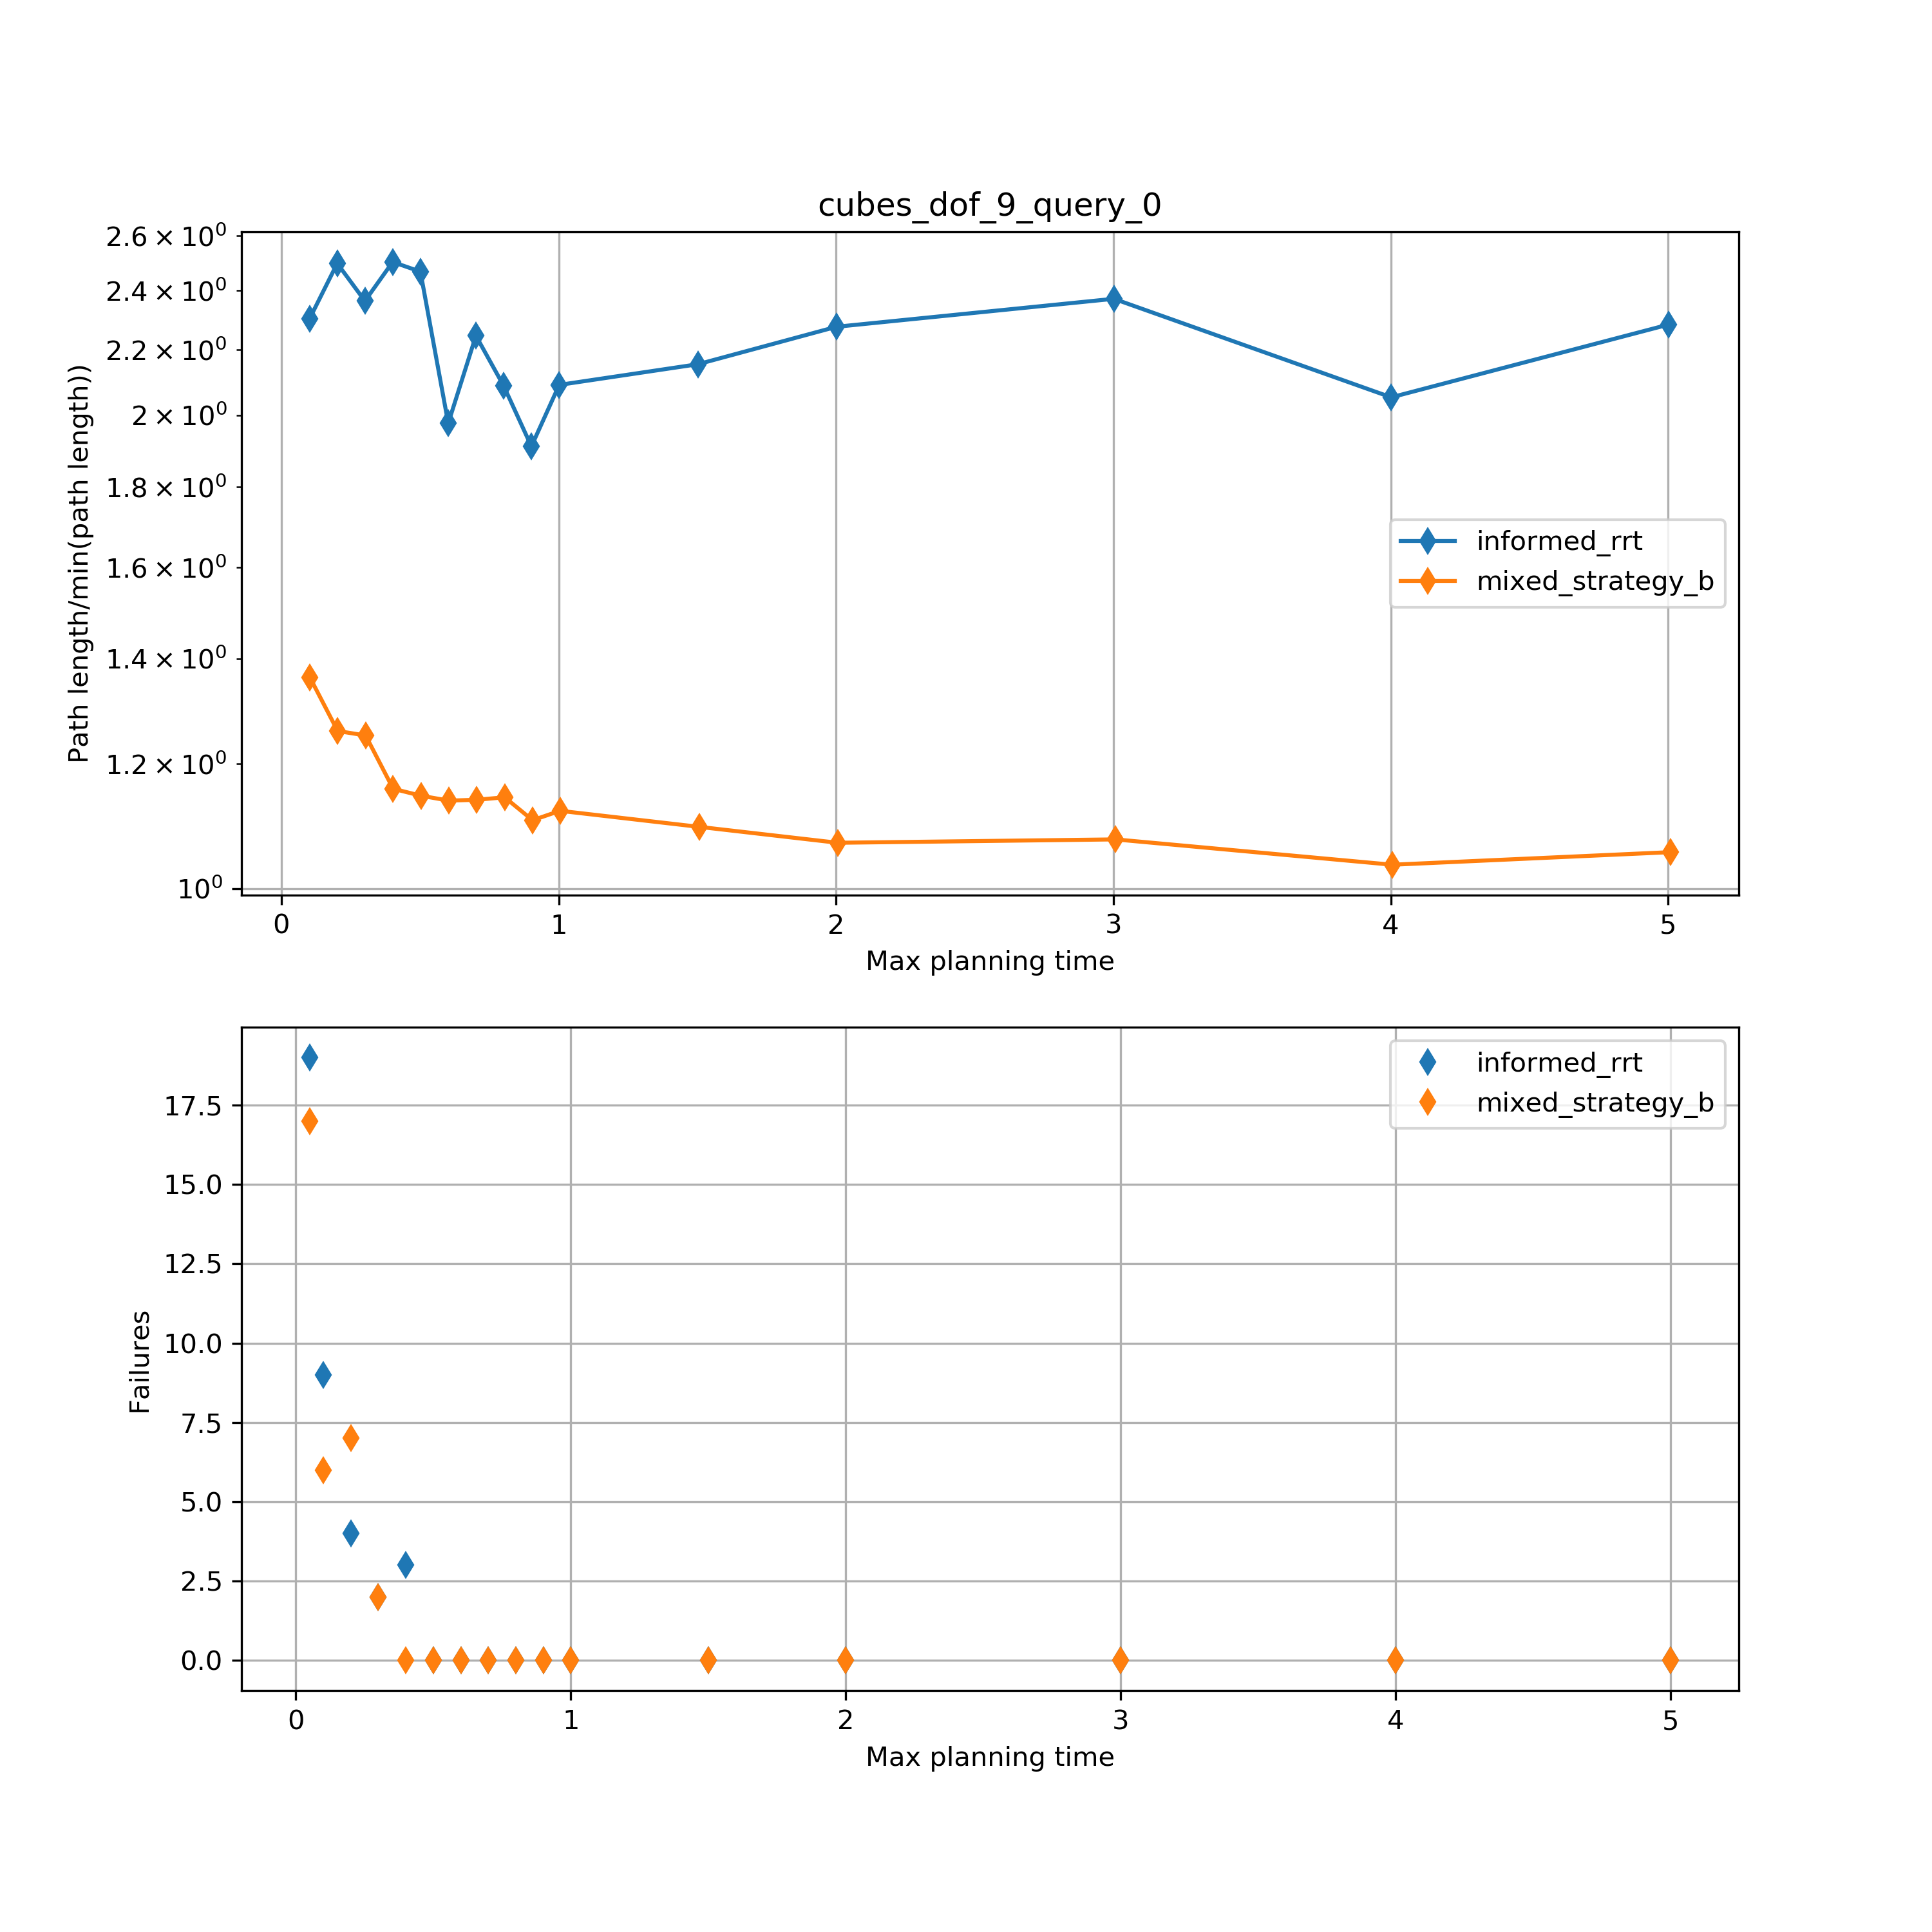 cubes_dof_9_query_0
Path length/min(path length))
2.6 × 10⁰
2.4 × 10⁰
2.2 × 10⁰
2 × 10⁰
1.8 × 10⁰
1.6 × 10⁰
1.4 × 10⁰
1.2 × 10⁰
10⁰
informed_rrt
mixed_strategy_b
0 1 2 3 4 5
Max planning time
Failures
17.5
15.0
12.5
10.0
7.5
5.0
2.5
0.0
informed_rrt
mixed_strategy_b
0 1 2 3 4 5
Max planning time